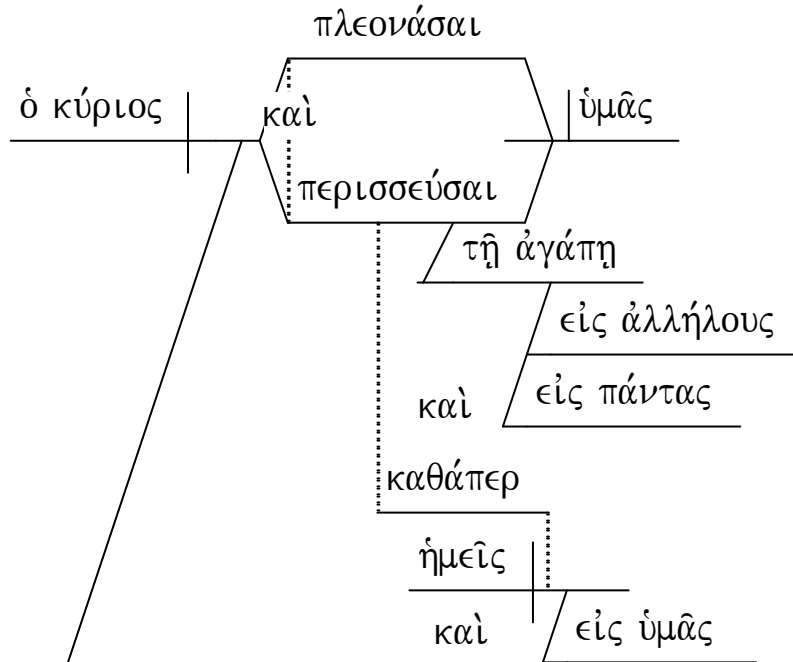 πλεονάσαι
ὁ κύριος καὶ ὑμᾶς
περισσεύσαι
τῇ ἀγάπῃ
εἰς ἀλλήλους
καὶ εἰς πάντας
καθάπερ
ἡμεῖς
καὶ εἰς ὑμᾶς